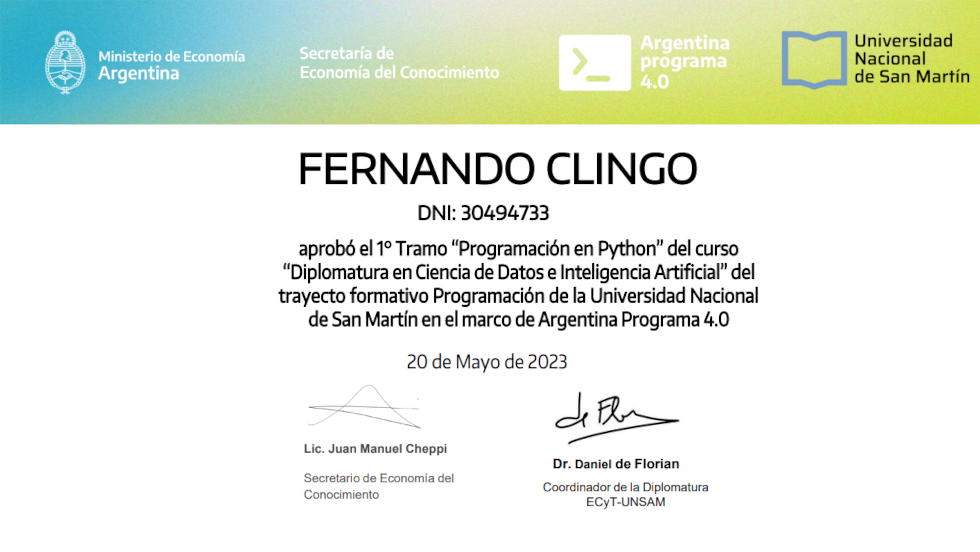 Ministerio de Economía
Argentina
Secretaría de
Economía del Conocimiento
Argentina
programa
4.0
Universidad
Nacional
de San Martín
FERNANDO CLINGO
DNI: 30494733
aprobó el 1º Tramo “Programación en Python” del curso
“Diplomatura en Ciencia de Datos e Inteligencia Artificial” del
trayecto formativo Programación de la Universidad Nacional
de San Martín en el marco de Argentina Programa 4.0
20 de Mayo de 2023
de Flor
Lic. Juan Manuel Cheppi
Secretario de Economía del
Conocimiento
Dr. Daniel de Florian
Coordinador de la Diplomatura
ECyT-UNSAM